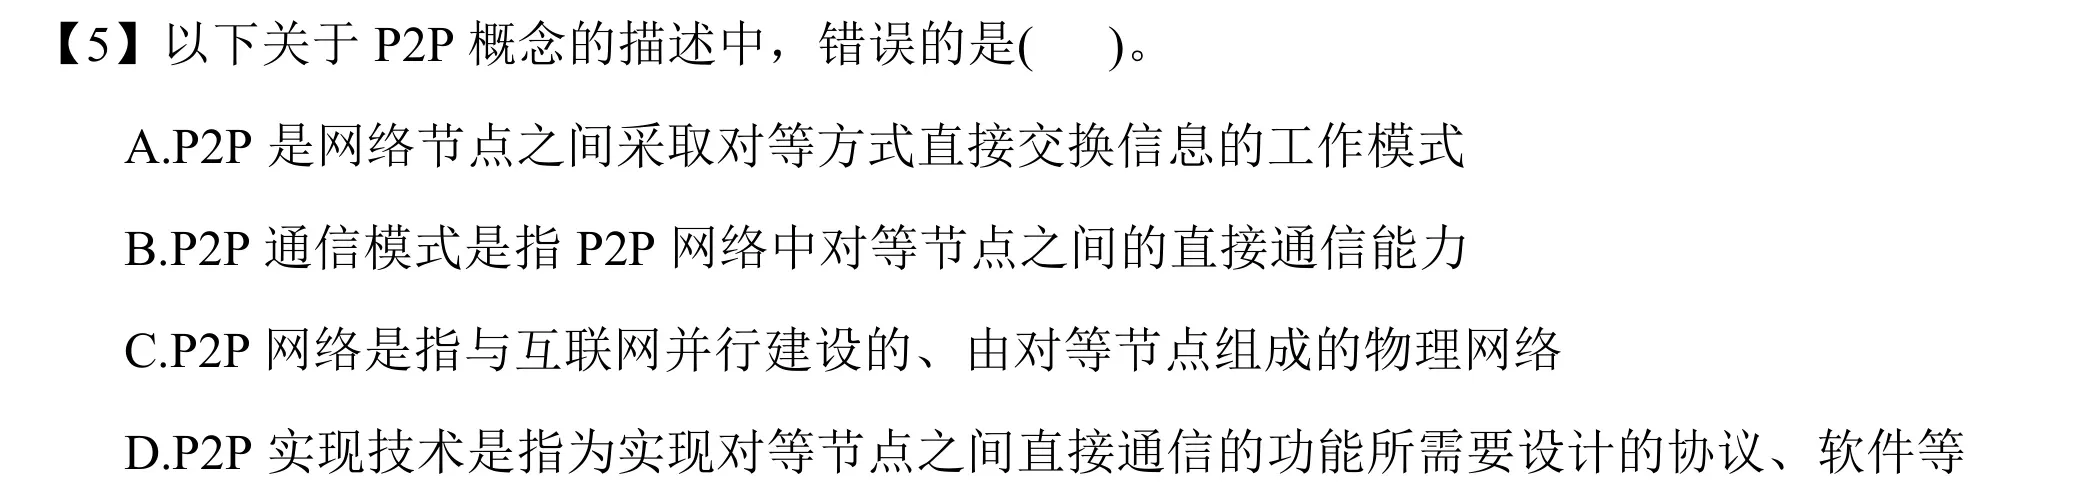 【5】以下关于 P2P 概念的描述中，错误的是(    )。
A.P2P 是网络节点之间采取对等方式直接交换信息的工作模式
B.P2P 通信模式是指 P2P 网络中对等节点之间的直接通信能力
C.P2P 网络是指与互联网并行建设的、由对等节点组成的物理网络
D.P2P 实现技术是指为实现对等节点之间直接通信的功能所需要设计的协议、软件等